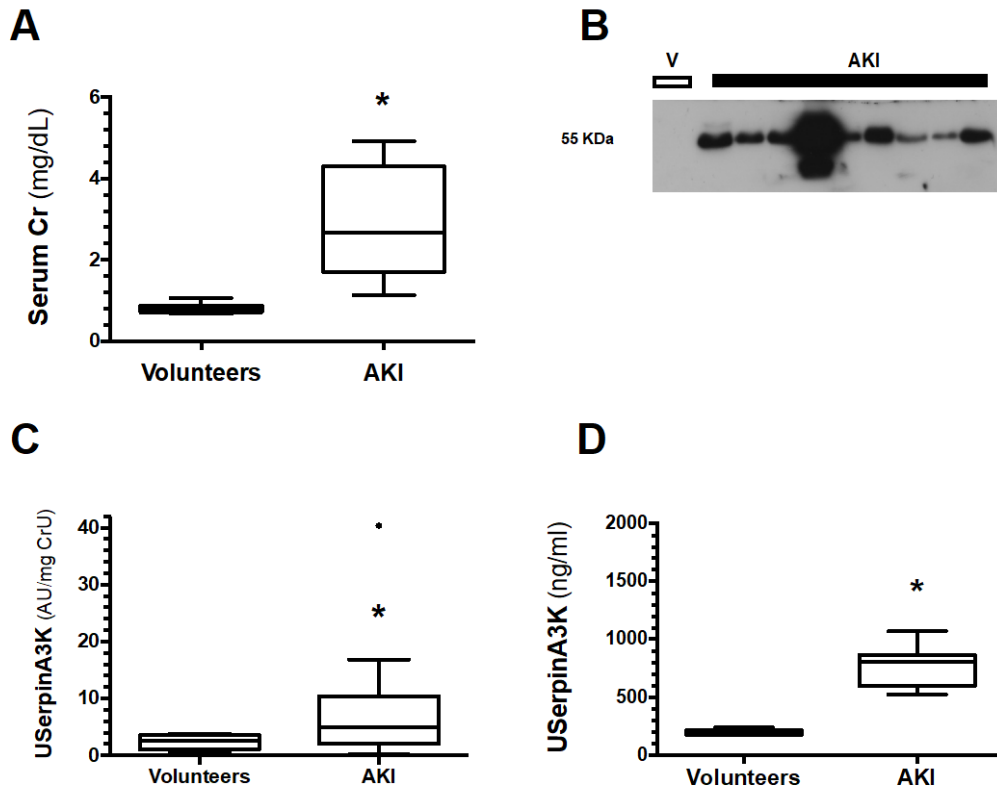 A
Serum Cr (mg/dL)
6
4
2
0
*
Volunteers
AKI
B
V
AKI
55 KDa
C
USerpinA3K (AU/mg CrU)
40
30
20
10
0
*
Volunteers
AKI
D
USerpinA3K (ng/ml)
2000
1500
1000
500
0
*
Volunteers
AKI